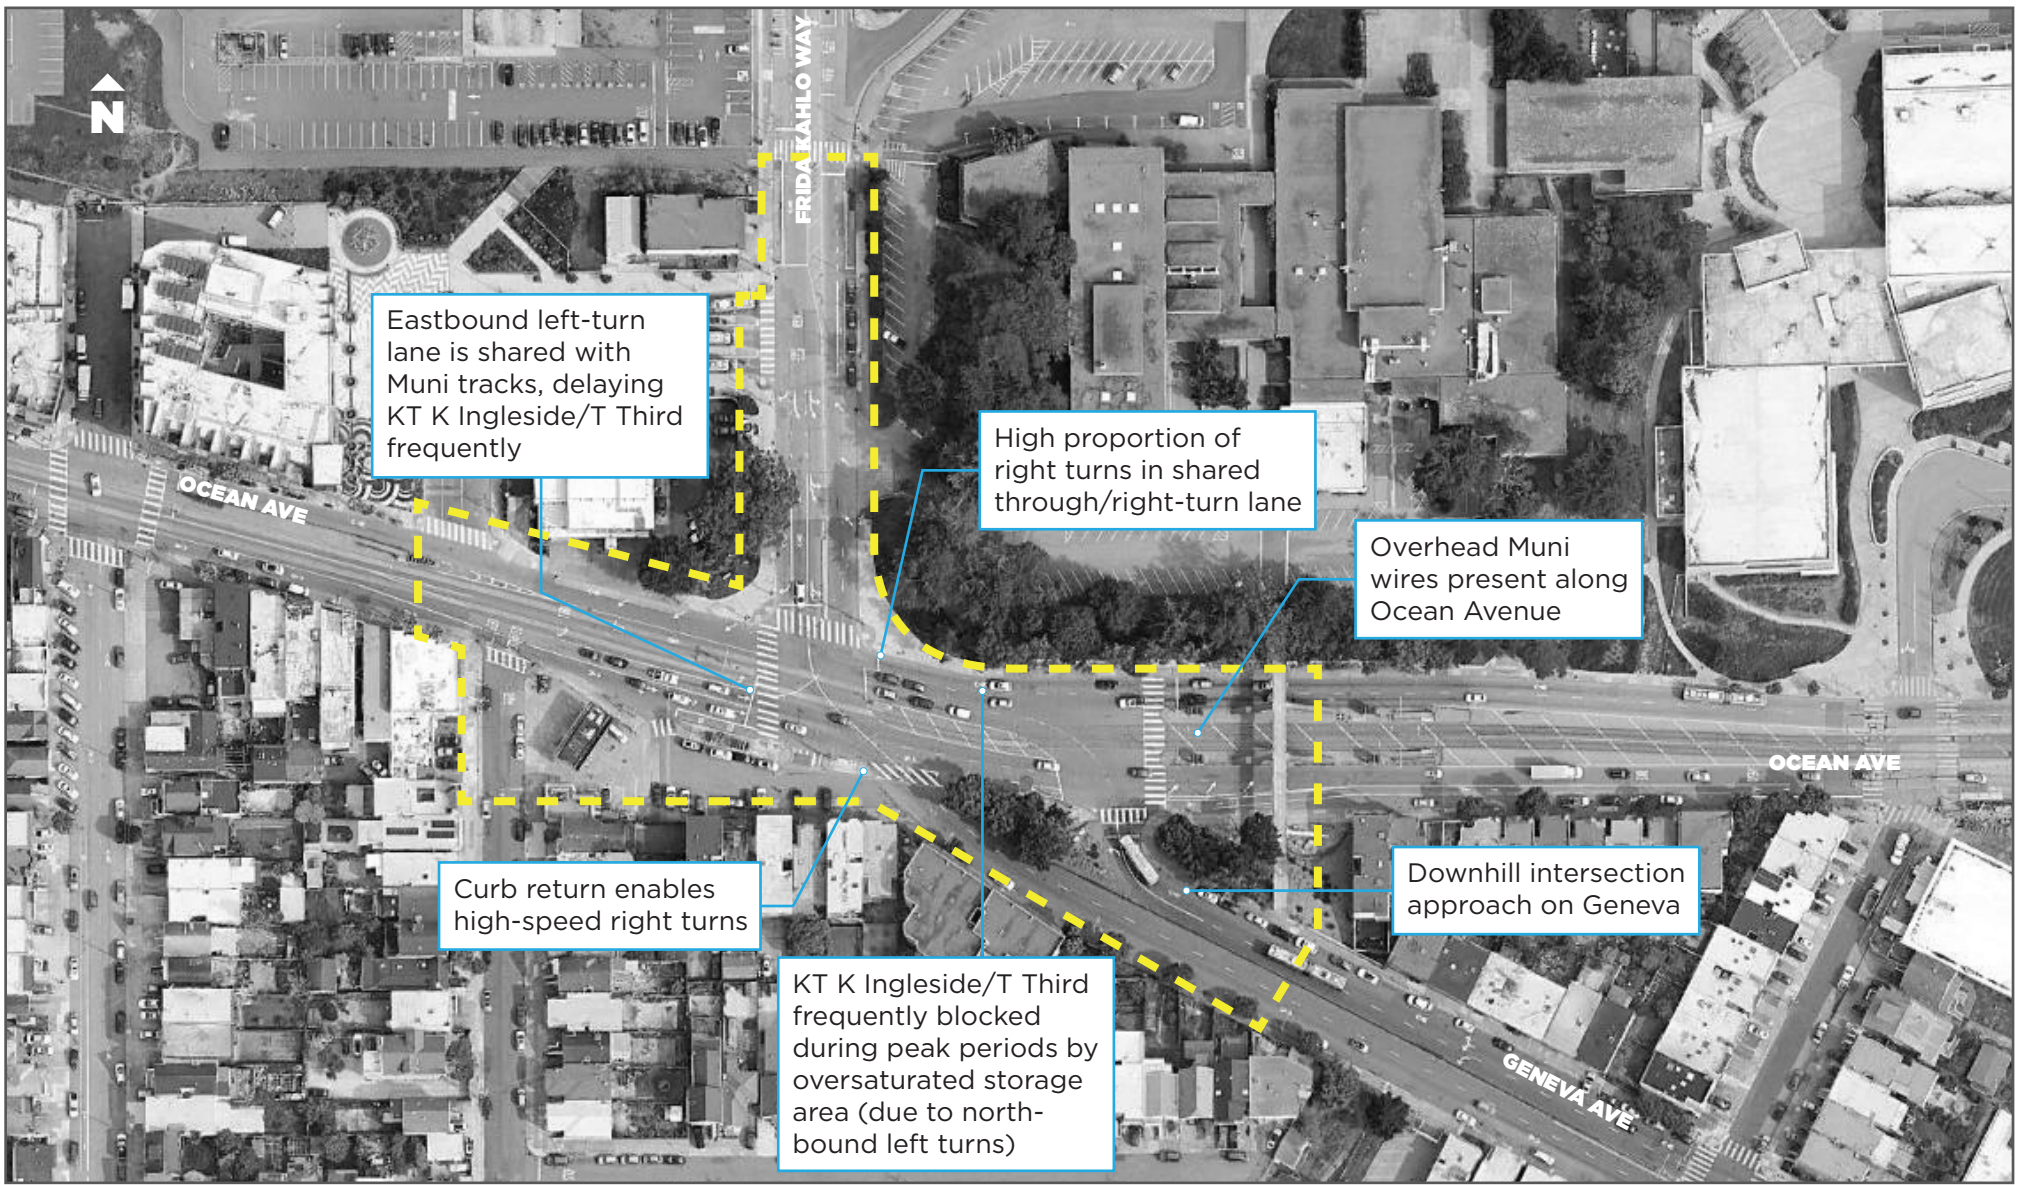 N
FRIDA KAHLO WAY
Eastbound left-turn
lane is shared with
Muni tracks, delaying
KT K Ingleside/T Third
frequently
High proportion of
right turns in shared
through/right-turn lane
OCEAN AVE
Overhead Muni
wires present along
Ocean Avenue
OCEAN AVE
Curb return enables
high-speed right turns
Downhill intersection
approach on Geneva
KT K Ingleside/T Third
frequently blocked
during peak periods by
oversaturated storage
area (due to north-
bound left turns)
GENEVA AVE